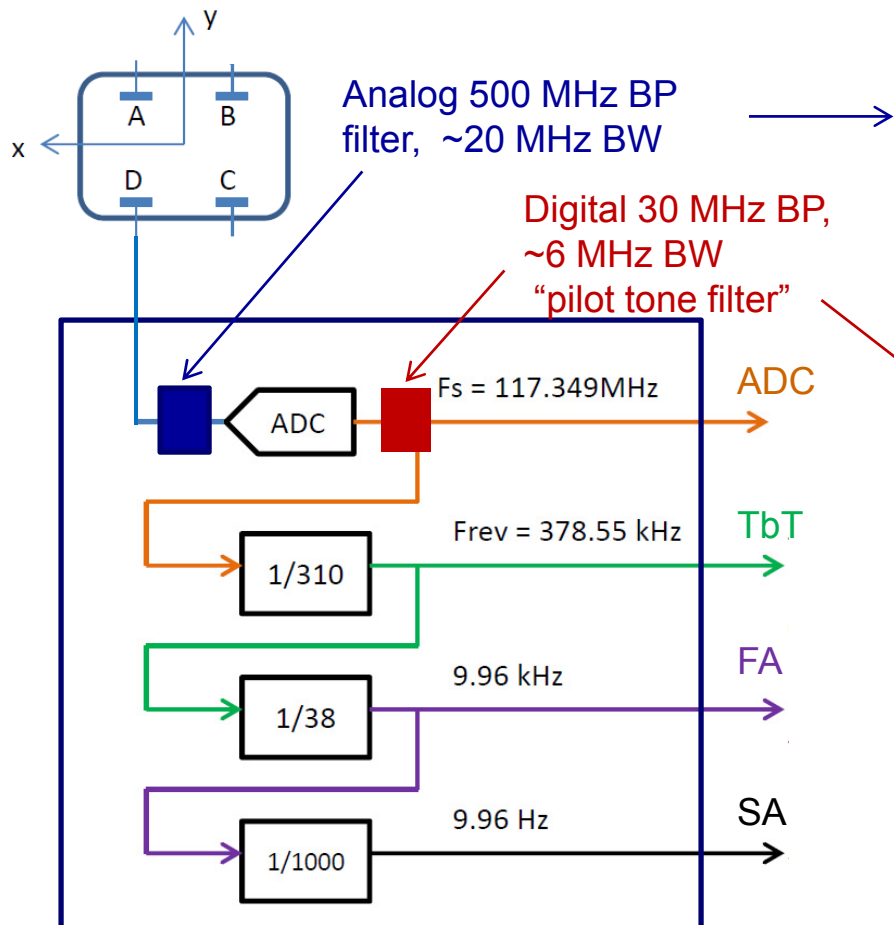 y
A
B
x
D
C
Analog 500 MHz BP
filter, ~20 MHz BW
Digital 30 MHz BP,
~6 MHz BW
“pilot tone filter”
Fs = 117.349MHz
ADC
ADC
1/310
Frev = 378.55 kHz
TbT
1/38
9.96 kHz
FA
1/1000
9.96 Hz
SA